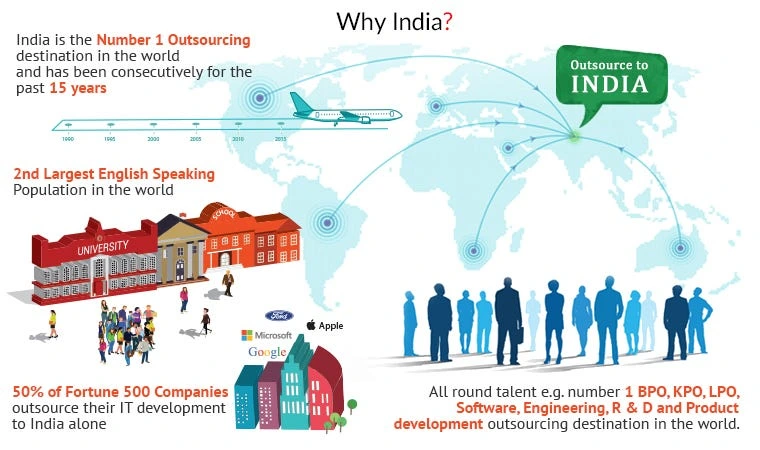 Why India?
India is the Number 1 Outsourcing
destination in the world
and has been consecutively for the
past 15 years
1990 1995 2000 2005 2010 2015
Outsource to
INDIA
2nd Largest English Speaking
Population in the world
UNIVERSITY
SCHOOL
Ford
Microsoft
Apple
Google
50% of Fortune 500 Companies
outsource their IT development
to India alone
All round talent e.g. number 1 BPO, KPO, LPO,
Software, Engineering, R & D and Product
development outsourcing destination in the world.